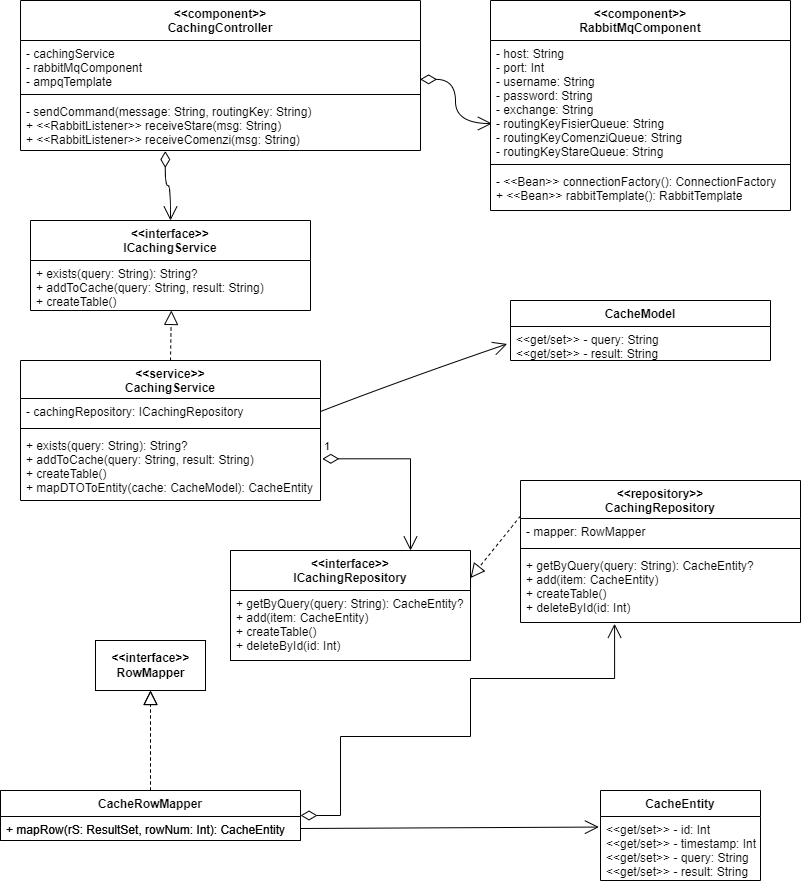 <<component>>
CachingController
- cachingService
- rabbitMqComponent
- ampqTemplate
- sendCommand(message: String, routingKey: String)
+ <<RabbitListener>> receiveStare(msg: String)
+ <<RabbitListener>> receiveComenzi(msg: String)
<<component>>
RabbitMqComponent
- host: String
- port: Int
- username: String
- password: String
- exchange: String
- routingKeyFisierQueue: String
- routingKeyComenziQueue: String
- routingKeyStareQueue: String
- <<Bean>> connectionFactory(): ConnectionFactory
+ <<Bean>> rabbitTemplate(): RabbitTemplate
<<interface>>
ICachingService
+ exists(query: String): String?
+ addToCache(query: String, result: String)
+ createTable()
CacheModel
<<get/set>> - query: String
<<get/set>> - result: String
<<service>>
CachingService
- cachingRepository: ICachingRepository
+ exists(query: String): String?
+ addToCache(query: String, result: String)
+ createTable()
+ mapDTOToEntity(cache: CacheModel): CacheEntity
1
<<repository>>
CachingRepository
- mapper: RowMapper
+ getByQuery(query: String): CacheEntity?
+ add(item: CacheEntity)
+ createTable()
+ deleteById(id: Int)
<<interface>>
ICachingRepository
+ getByQuery(query: String): CacheEntity?
+ add(item: CacheEntity)
+ createTable()
+ deleteById(id: Int)
<<interface>>
RowMapper
CacheRowMapper
+ mapRow(rS: ResultSet, rowNum: Int): CacheEntity
CacheEntity
<<get/set>> - id: Int
<<get/set>> - timestamp: Int
<<get/set>> - query: String
<<get/set>> - result: String